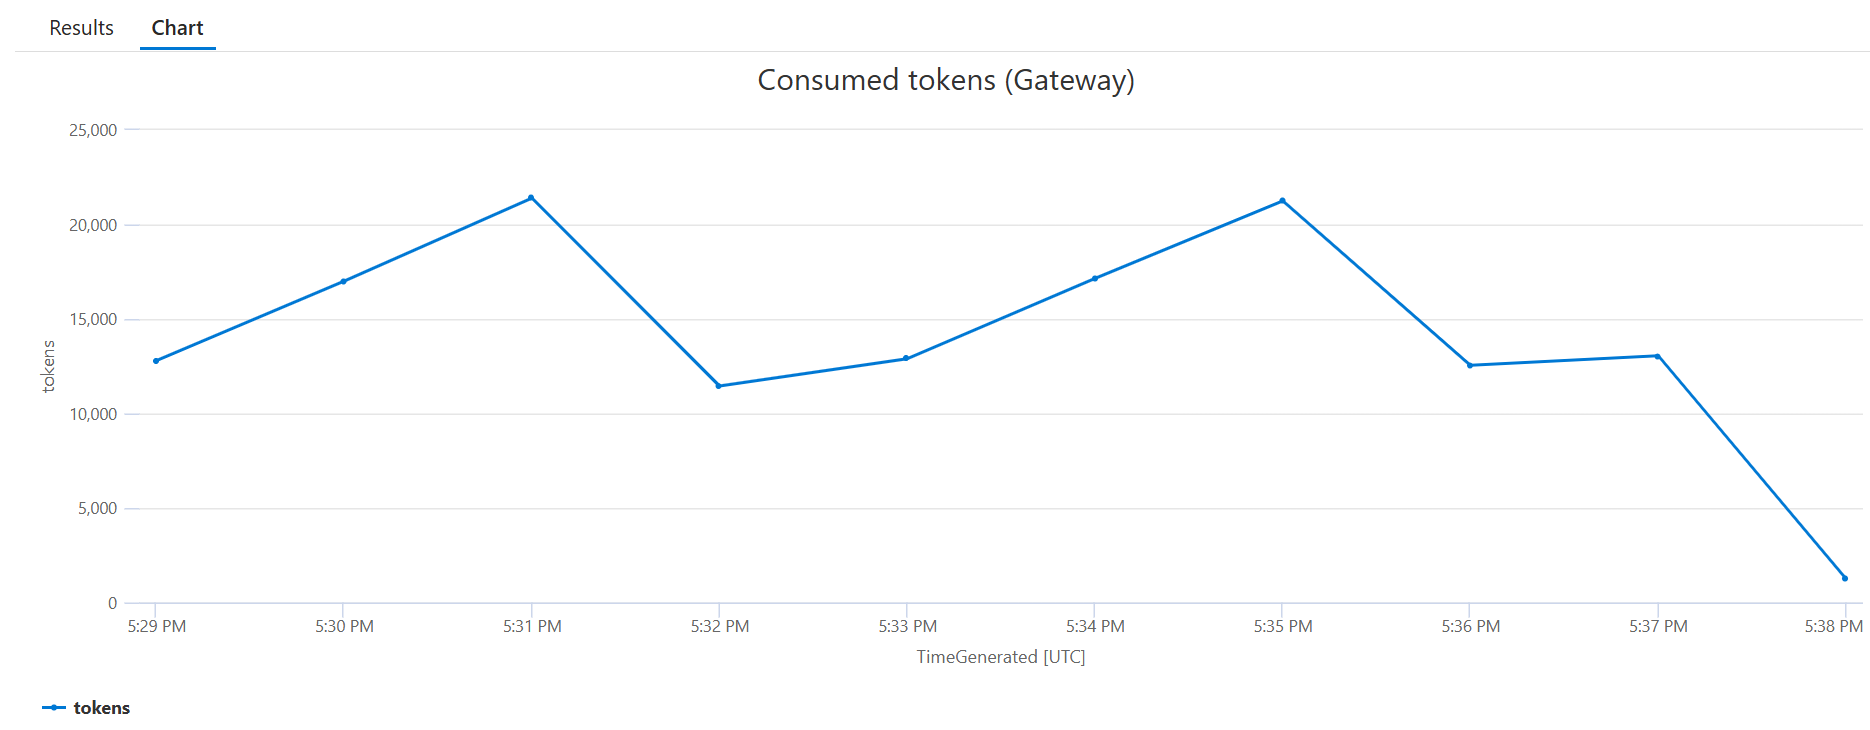 Results Chart
Consumed tokens (Gateway)
25,000
20,000
15,000
tokens
10,000
5,000
0
5:29 PM 5:30 PM 5:31 PM 5:32 PM 5:33 PM 5:34 PM 5:35 PM 5:36 PM 5:37 PM 5:38 PM
TimeGenerated [UTC]
tokens